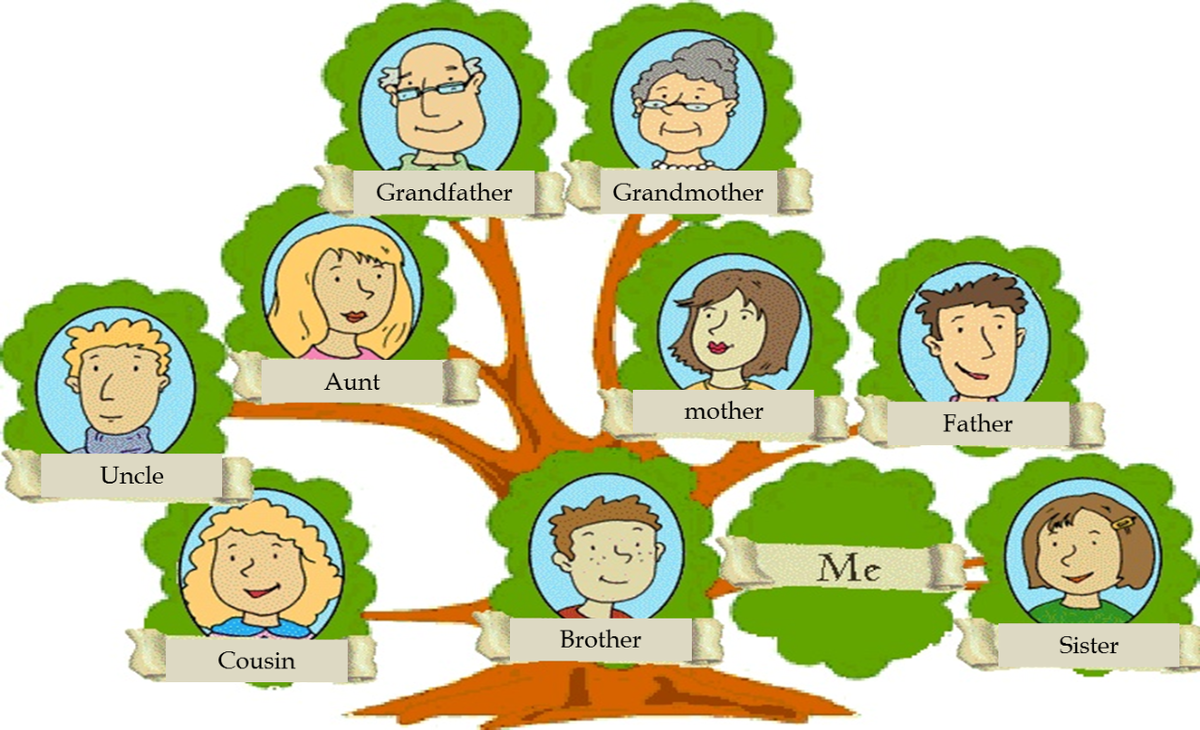 Grandfather
Grandmother
Aunt
mother
Father
Uncle
Me
Brother
Sister
Cousin